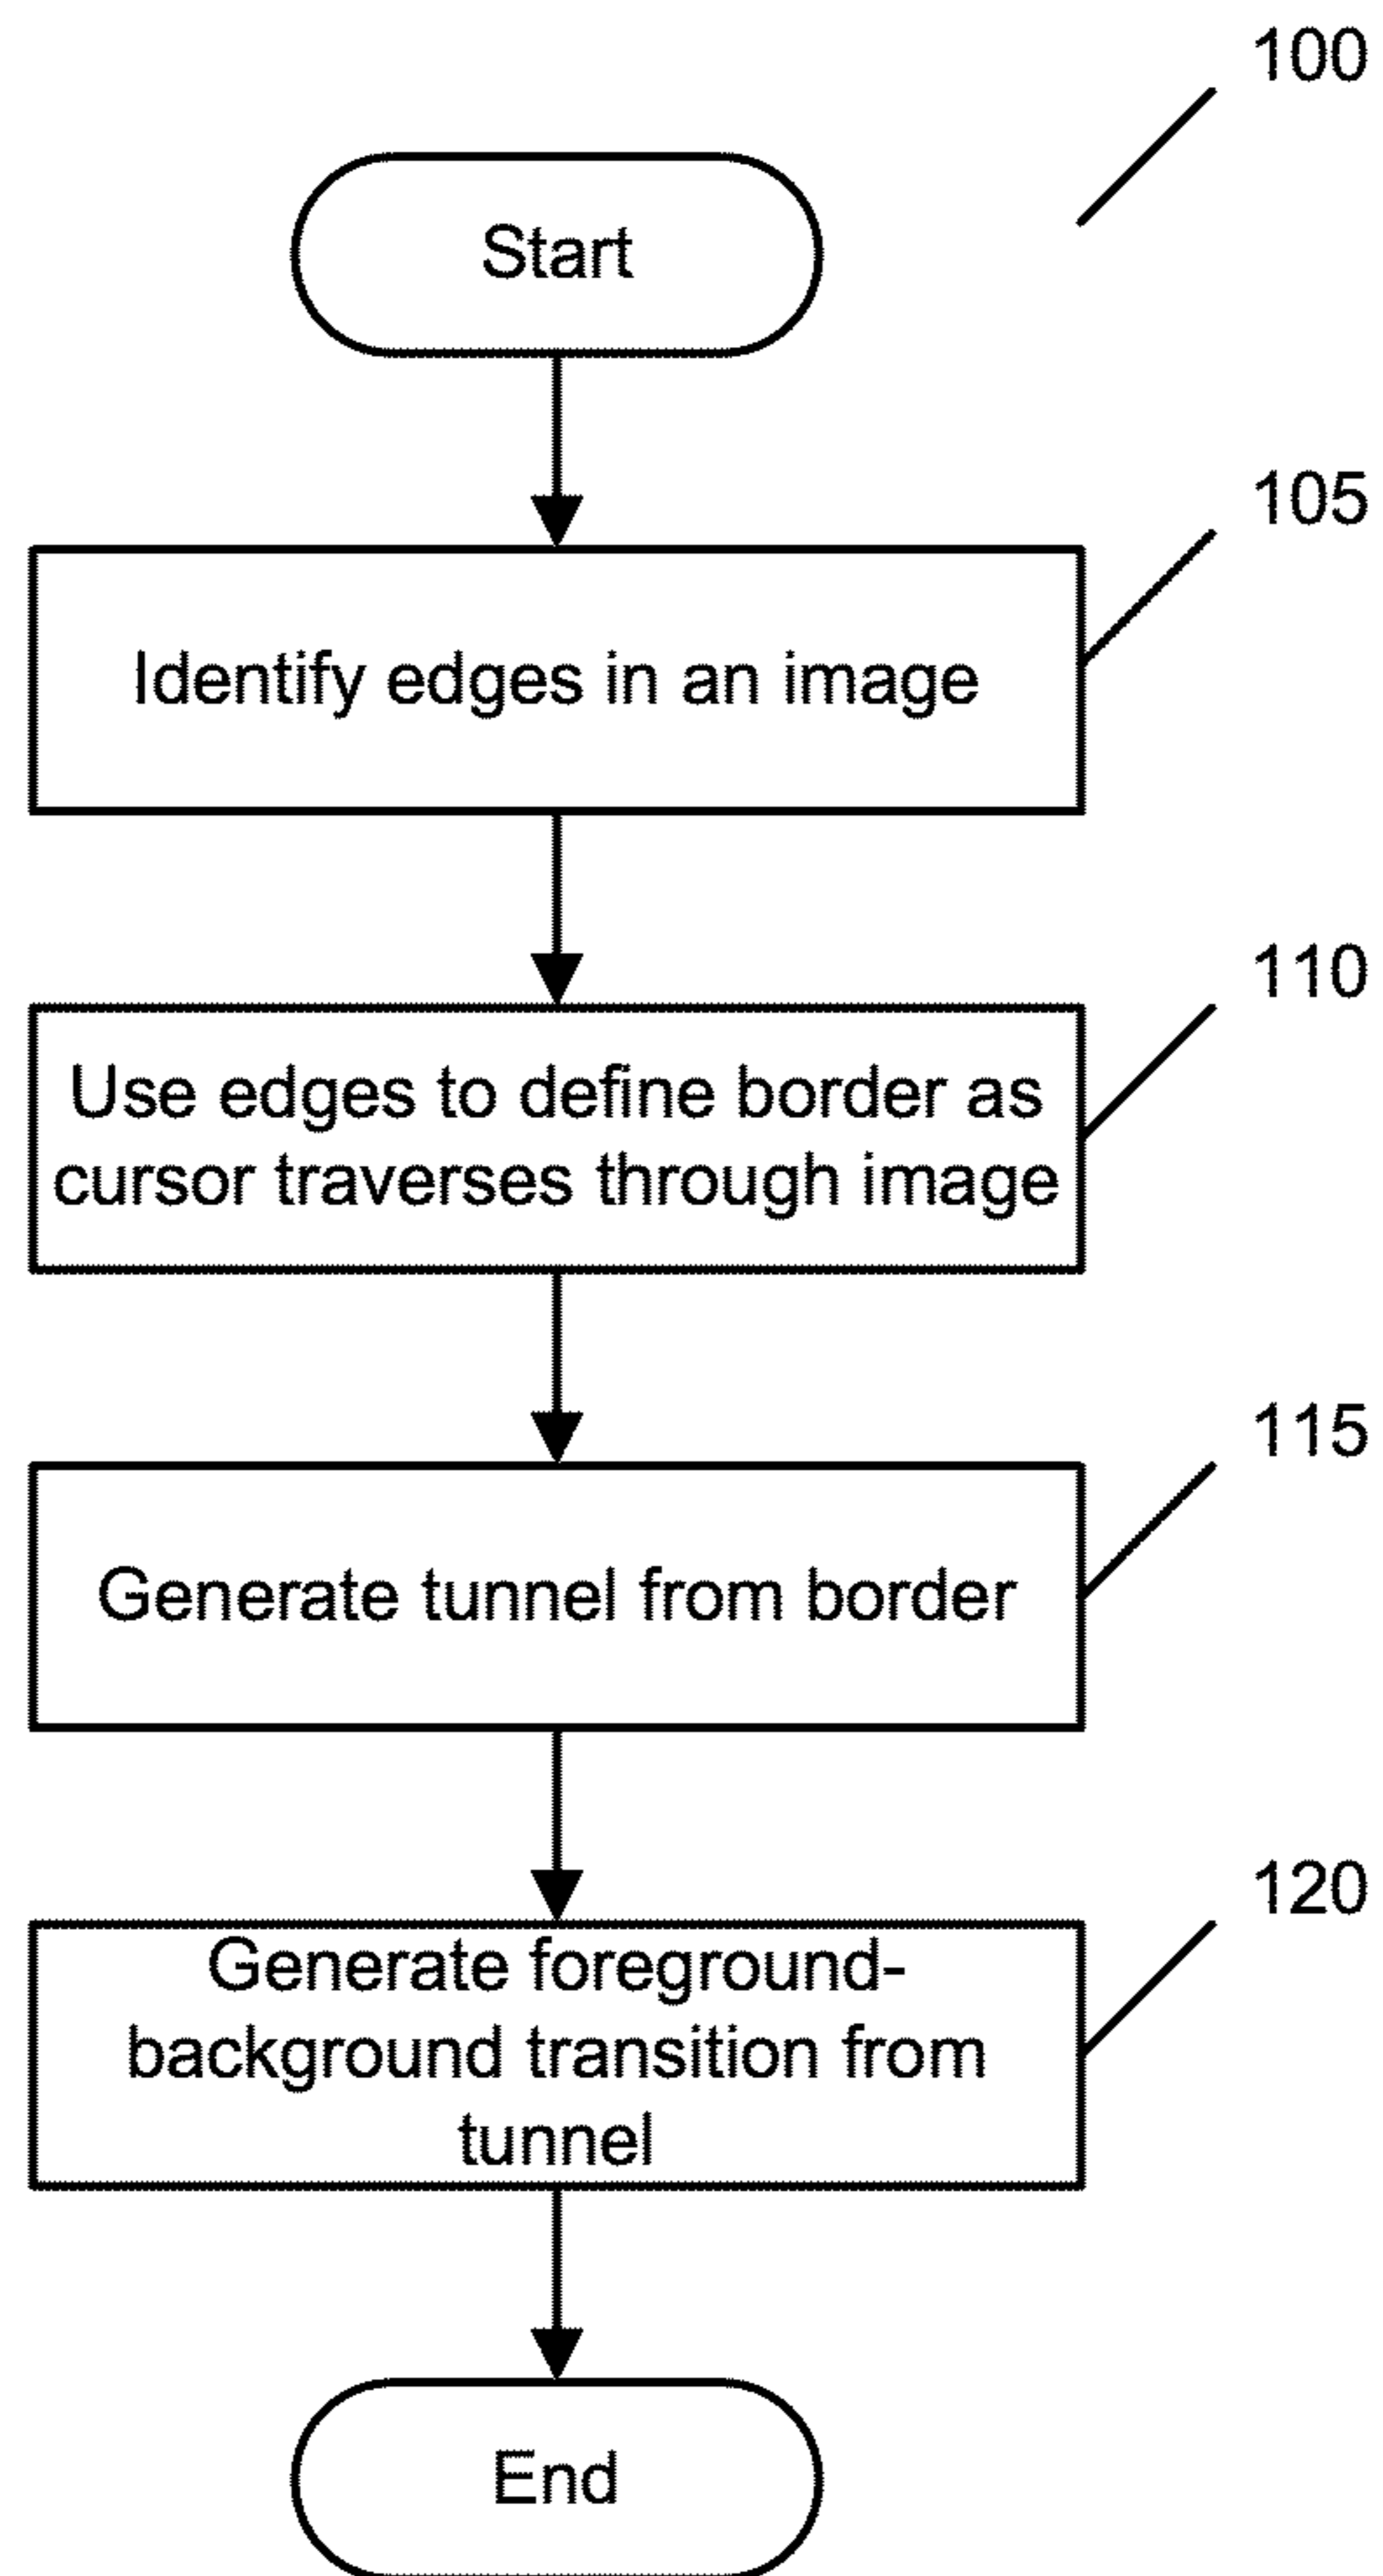 100
Start
105
Identify edges in an image
110
Use edges to define border as
cursor traverses through image
115
Generate tunnel from border
120
Generate foreground-
background transition from
tunnel
End